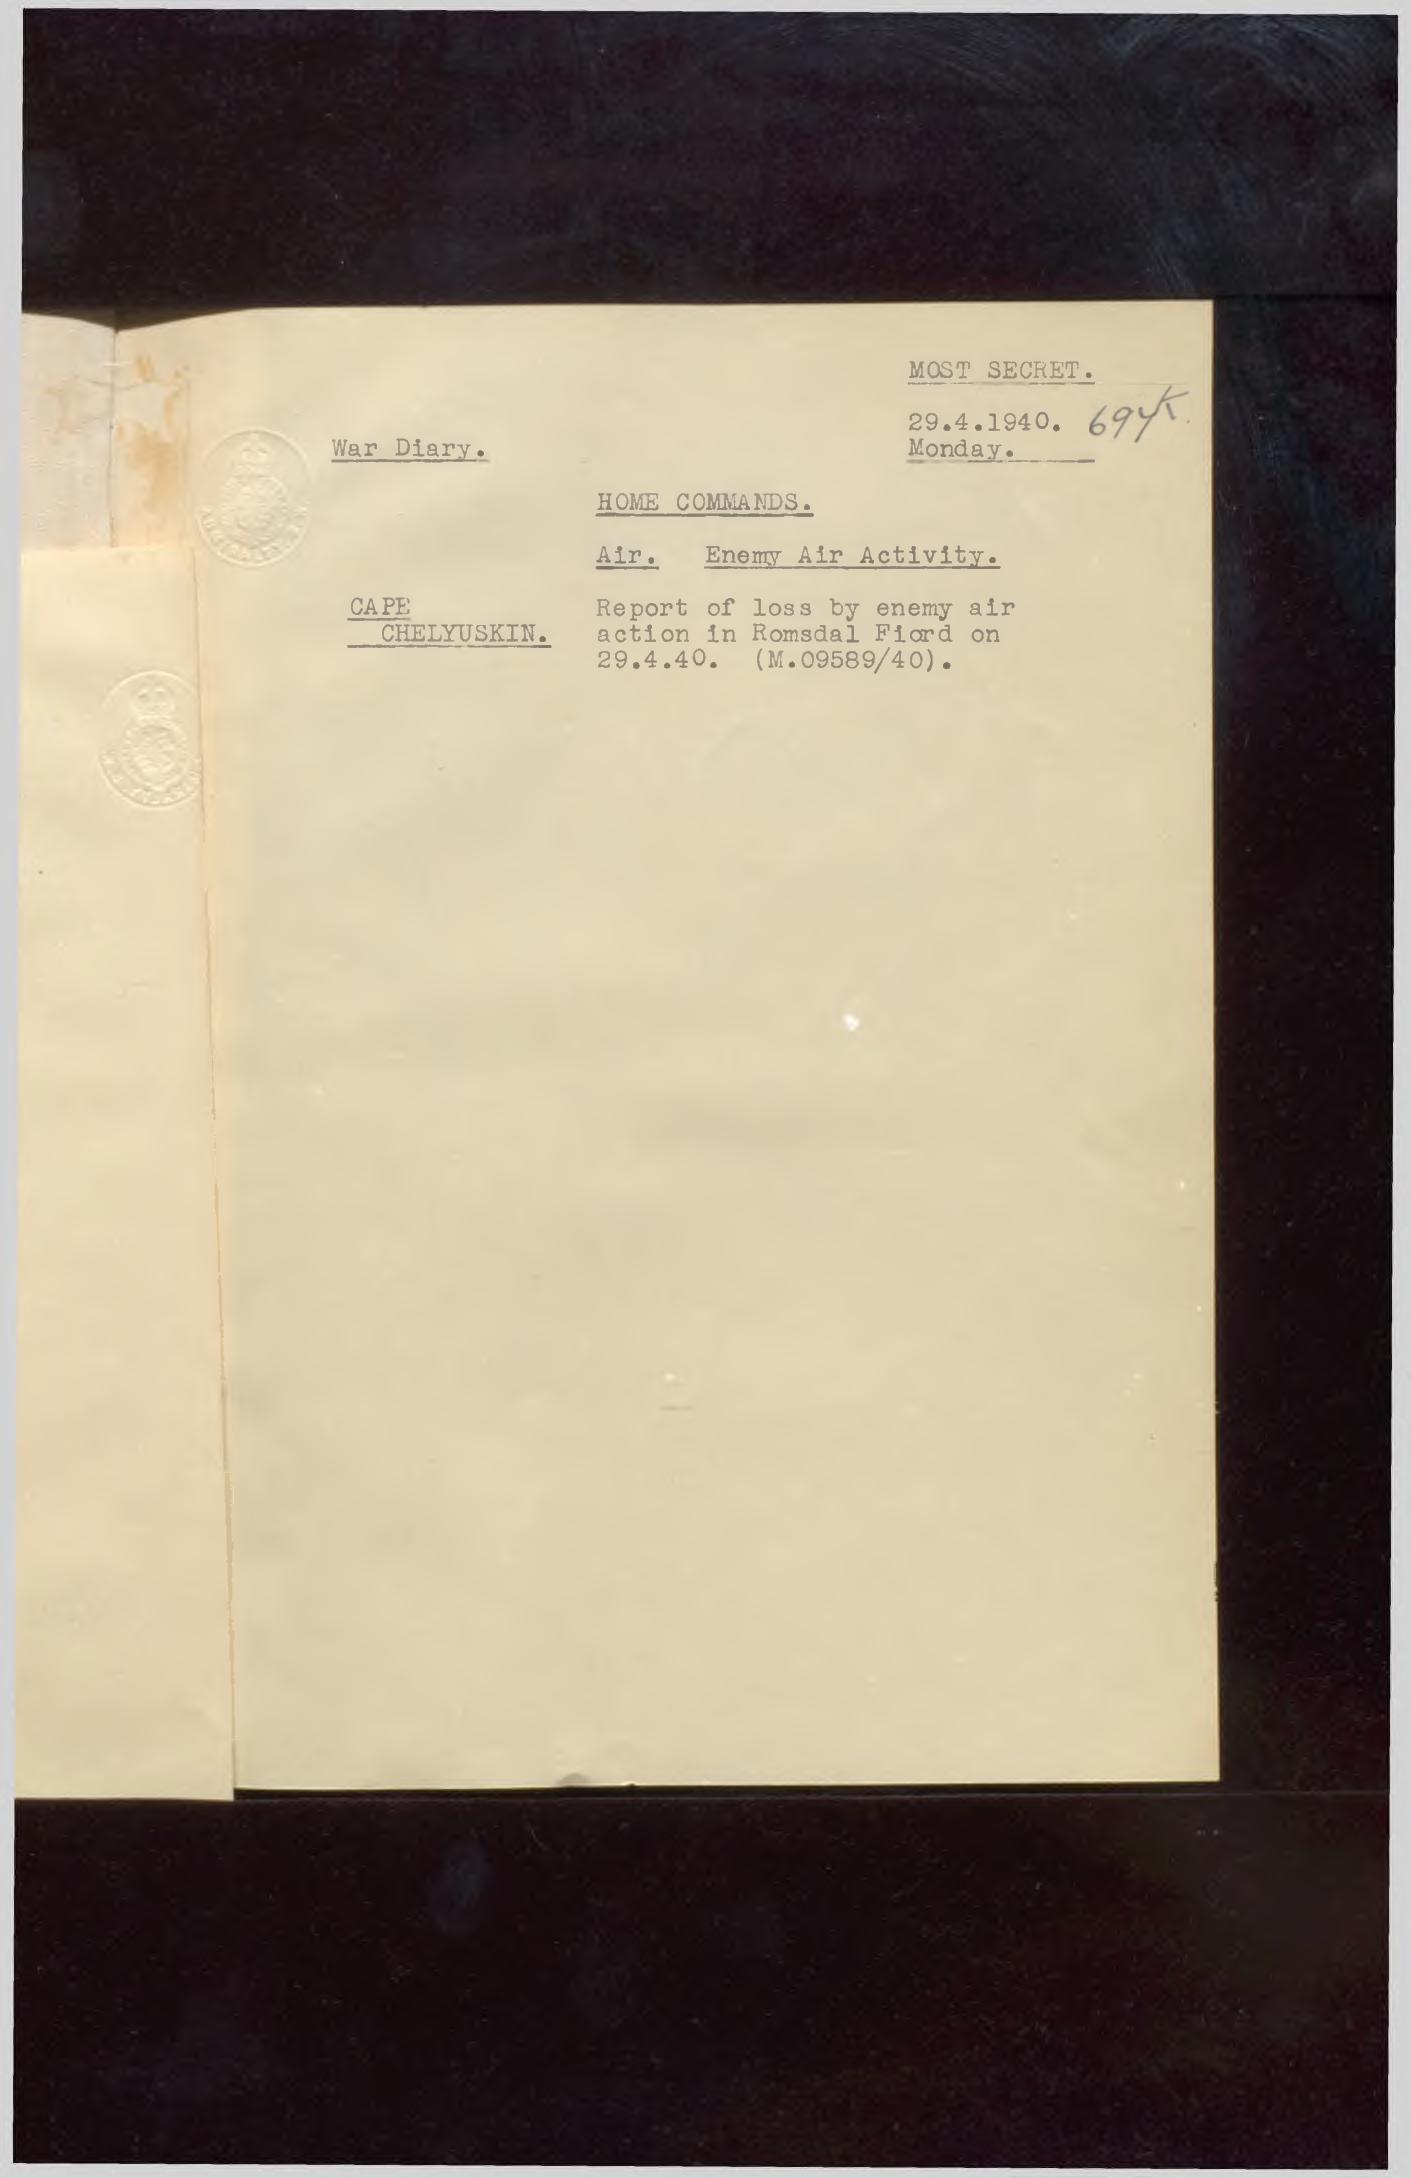 MOST SECRET.
29.4.1940.
Monday.
War Diary.
HOME COMMANDS.
Air. Enemy Air Activity.
CAPE
CHELYUSKIN.
Report of loss by enemy air
action in Romsdal Fiord on
29.4.40. (M.09589/40).